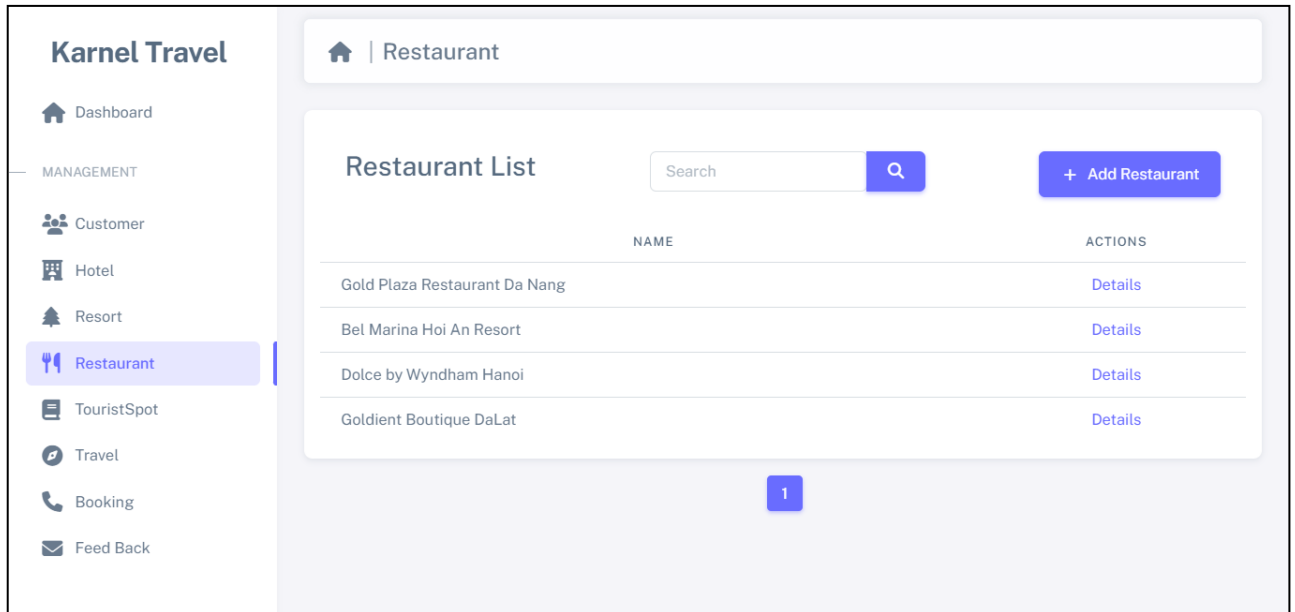 Karnel Travel
Dashboard
MANAGEMENT
Customer
Hotel
Resort
Restaurant
TouristSpot
Travel
Booking
Feed Back
| Restaurant
Restaurant List
Search
+ Add Restaurant
NAME ACTIONS
Gold Plaza Restaurant Da Nang Details
Bel Marina Hoi An Resort Details
Dolce by Wyndham Hanoi Details
Goldient Boutique DaLat Details
1